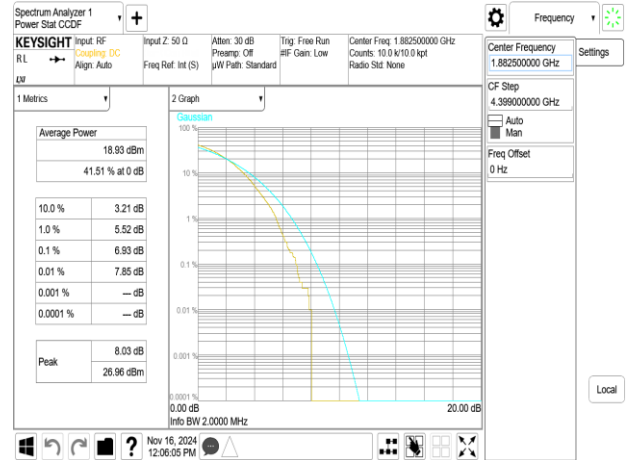 Spectrum Analyzer 1
Power Stat CCDF
Frequency
KEYSIGHT
RL
Input: RF
Coupling: DC
Align: Auto
Input Z: 50 Ω
Freq Ref: Int (S)
Atten: 30 dB
Preamp: Off
µW Path: Standard
Trig: Free Run
#IF Gain: Low
Center Freq: 1.882500000 GHz
Counts: 10.0 k/10.0 kpt
Radio Std: None
LXI
Center Frequency
1.882500000 GHz
Settings
CF Step
4.399000000 GHz
Auto
Man
Freq Offset
0 Hz
Local
1 Metrics
Average Power
18.93 dBm
41.51 % at 0 dB
10.0 % 3.21 dB
1.0 % 5.52 dB
0.1 % 6.93 dB
0.01 % 7.85 dB
0.001 % --- dB
0.0001 % --- dB
Peak
8.03 dB
26.96 dBm
2 Graph
Gaussian
100 %
10 %
1 %
0.1 %
0.01 %
0.001 %
0.0001 %
0.00 dB 20.00 dB
Info BW 2.0000 MHz
?
Nov 16, 2024
12:06:05 PM